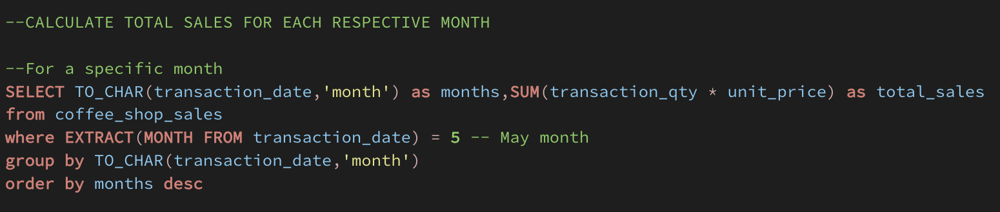 --CALCULATE TOTAL SALES FOR EACH RESPECTIVE MONTH
--For a specific month
SELECT TO_CHAR(transaction_date,'month') as months,SUM(transaction_qty * unit_price) as total_sales
from coffee_shop_sales
where EXTRACT(MONTH FROM transaction_date) = 5 -- May month
group by TO_CHAR(transaction_date,'month')
order by months desc